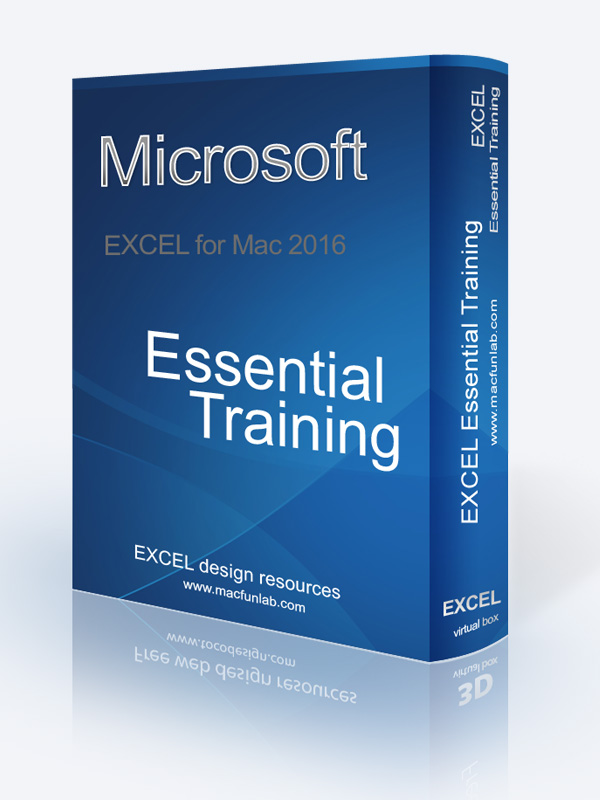 Microsoft
EXCEL for Mac 2016
Essential
Training
EXCEL design resources
www.macfunlab.com
EXCEL
Essential Training
EXCEL Essential Training
www.macfunlab.com
EXCEL
virtual box
www.tocodesign.com
Free web design resources
virtual box
3D